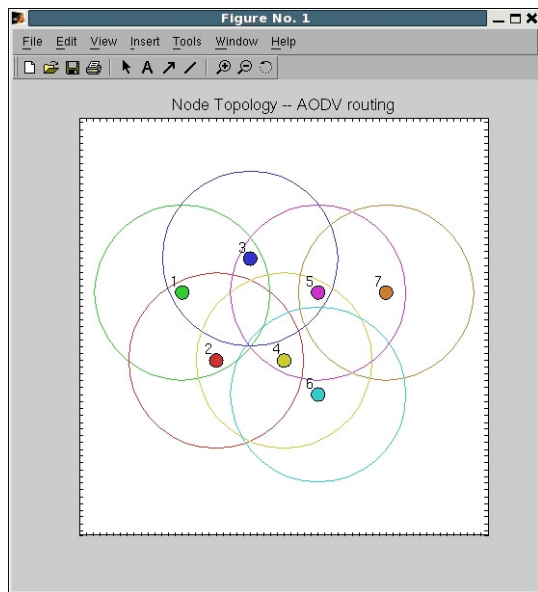 Figure No. 1
File Edit View Insert Tools Window Help
A
Node Topology -- AODV routing
3
1
5
7
2
4
6